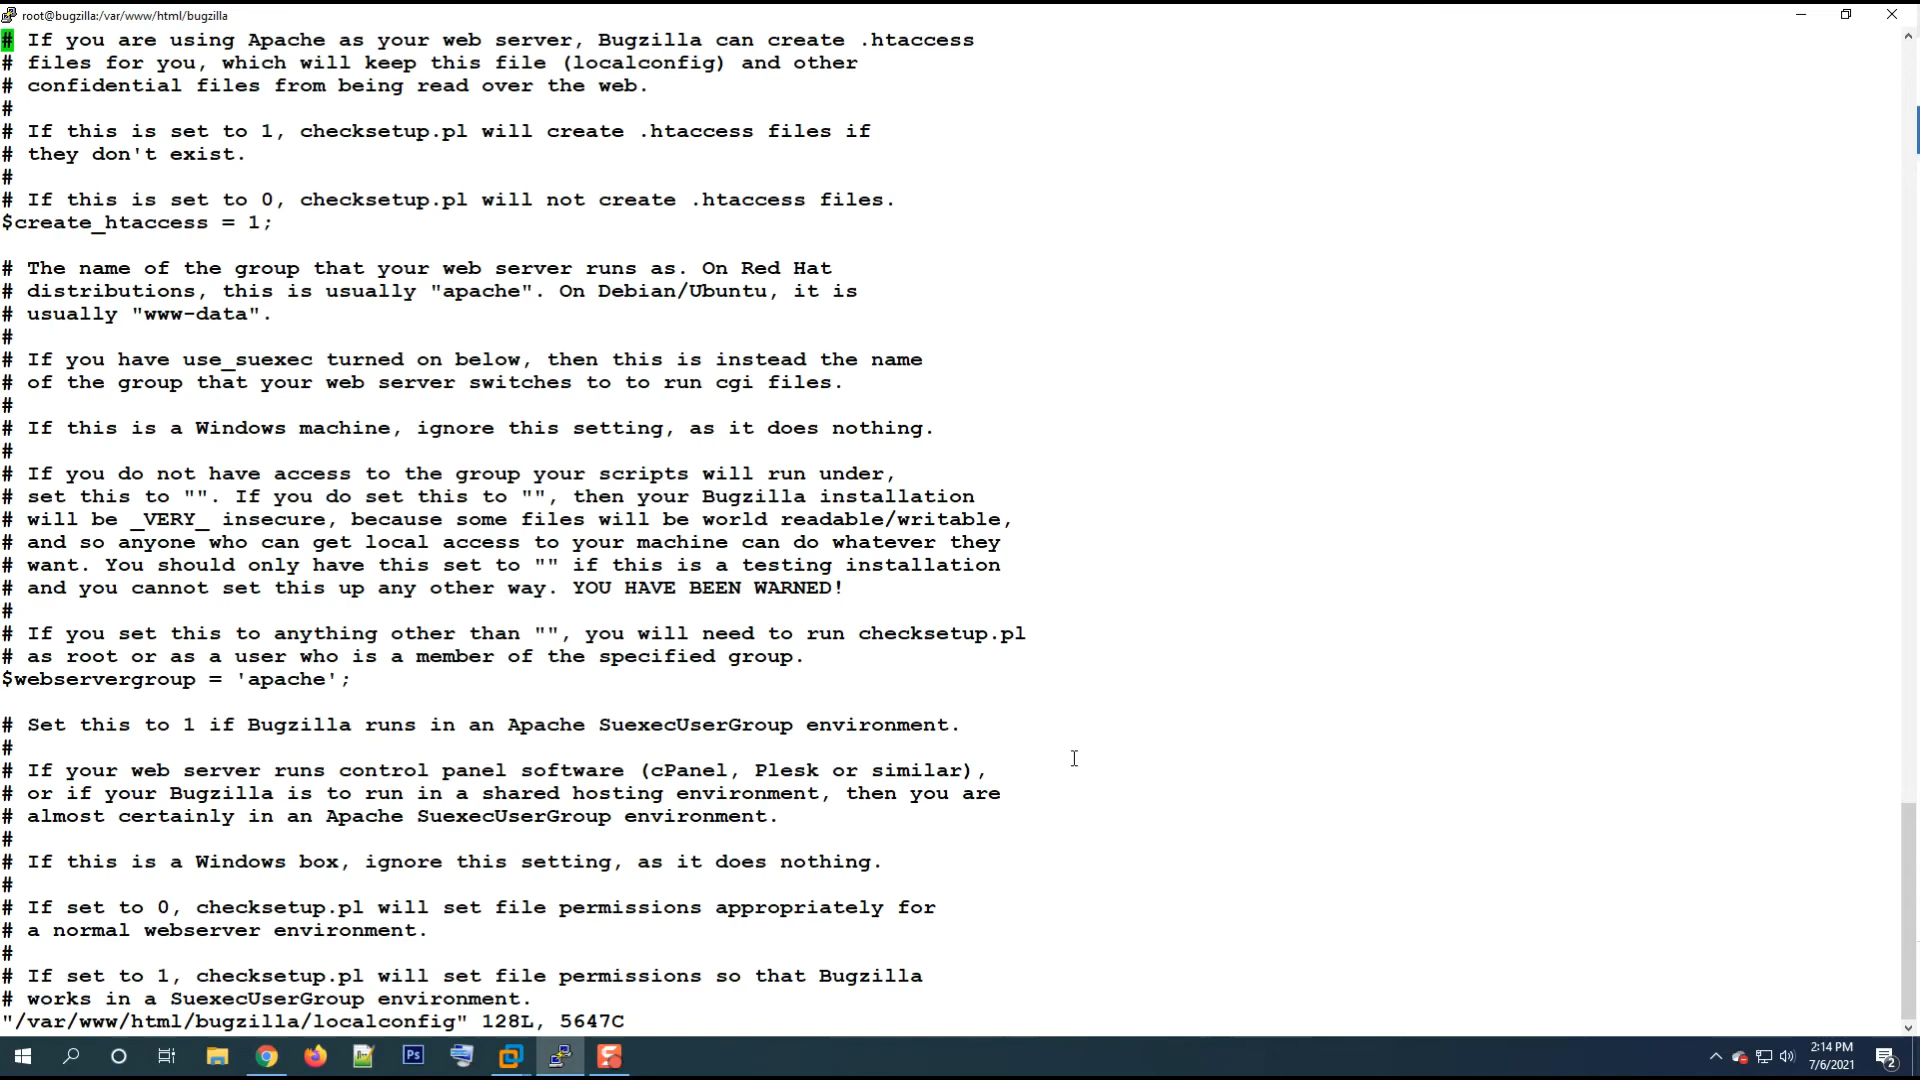 root@bugzilla:/var/www/html/bugzilla
# If you are using Apache as your web server, Bugzilla can create .htaccess
# files for you, which will keep this file (localconfig) and other
# confidential files from being read over the web.
#
# If this is set to 1, checksetup.pl will create .htaccess files if
# they don't exist.
#
# If this is set to 0, checksetup.pl will not create .htaccess files.
$create_htaccess = 1;
# The name of the group that your web server runs as. On Red Hat
# distributions, this is usually "apache". On Debian/Ubuntu, it is
# usually "www-data".
#
# If you have use_suexec turned on below, then this is instead the name
# of the group that your web server switches to to run cgi files.
#
# If this is a Windows machine, ignore this setting, as it does nothing.
#
# If you do not have access to the group your scripts will run under,
# set this to "". If you do set this to "", then your Bugzilla installation
# will be _VERY_ insecure, because some files will be world readable/writable,
# and so anyone who can get local access to your machine can do whatever they
# want. You should only have this set to "" if this is a testing installation
# and you cannot set this up any other way. YOU HAVE BEEN WARNED!
#
# If you set this to anything other than "", you will need to run checksetup.pl
# as root or as a user who is a member of the specified group.
$webservergroup = 'apache';
# Set this to 1 if Bugzilla runs in an Apache SuexecUserGroup environment.
#
# If your web server runs control panel software (cPanel, Plesk or similar),
# or if your Bugzilla is to run in a shared hosting environment, then you are
# almost certainly in an Apache SuexecUserGroup environment.
#
# If this is a Windows box, ignore this setting, as it does nothing.
#
# If set to 0, checksetup.pl will set file permissions appropriately for
# a normal webserver environment.
#
# If set to 1, checksetup.pl will set file permissions so that Bugzilla
# works in a SuexecUserGroup environment.
"/var/www/html/bugzilla/localconfig" 128L, 5647C
Ps
2:14 PM
7/6/2021
2